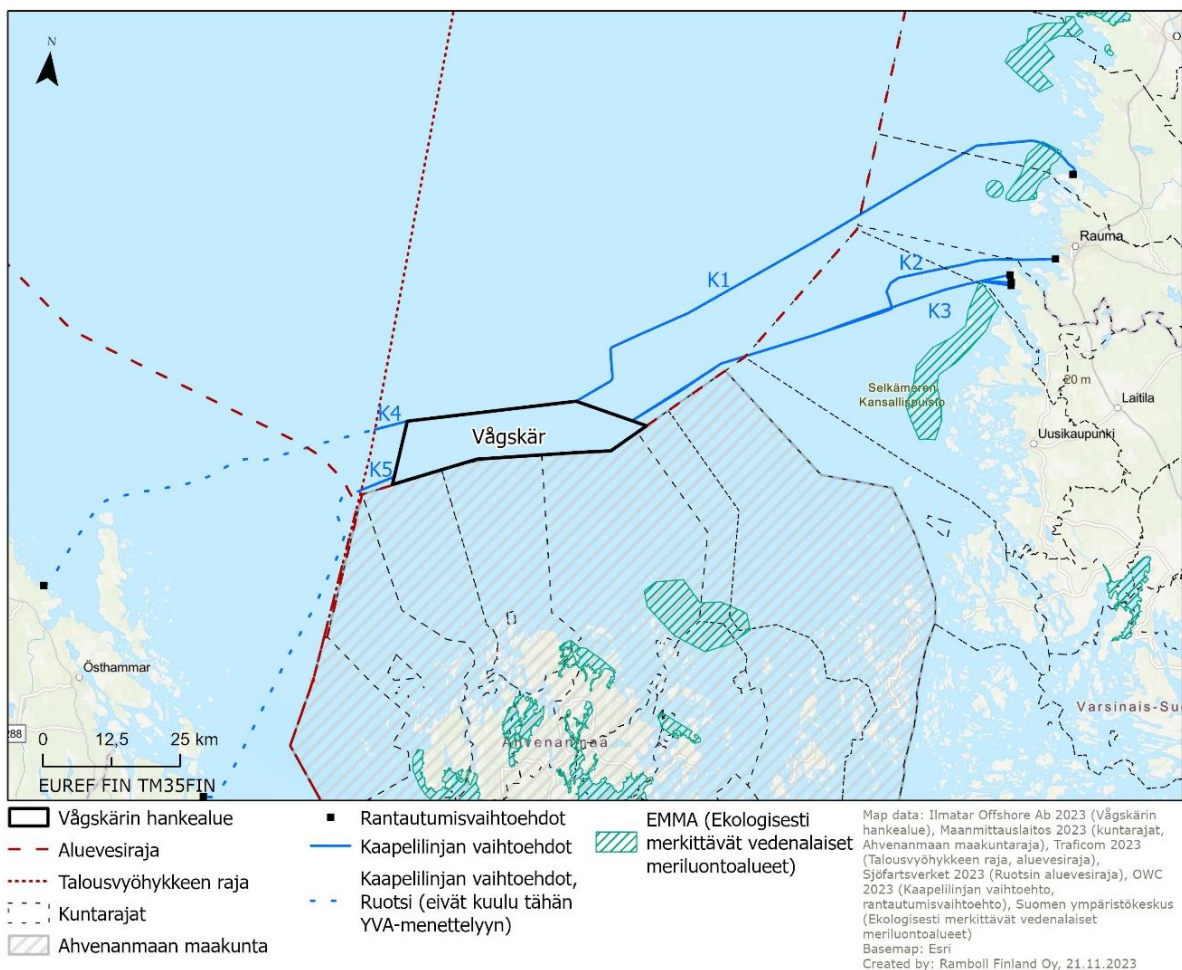 N
Rauma
K1
K2
K3
20 m
Laitila
Selkämeren
Kansallispuisto
Uusikaupunki
K4
Vågskär
K5
Östhammar
Varsinais-Su
288
0 12,5 25 km
Ahvenanmaa
EUREF FIN TM35FIN
Vågskärin hankealue
Aluevesiraja
Talousvyöhykkeen raja
Kuntarajat
Ahvenanmaan maakunta
Rantautumisvaihtoehdot
Kaapelilinjan vaihtoehdot
Kaapelilinjan vaihtoehdot,
Ruotsi (eivät kuulu tähän
YVA-menettelyyn)
EMMA (Ekologisesti
merkittävät vedenalaiset
meriluontoalueet)
Map data: Ilmatar Offshore Ab 2023 (Vågskärin
hankealue), Maanmittauslaitos 2023 (kuntarajat,
Ahvenanmaan maakuntaraja), Traficom 2023
(Talousvyöhykkeen raja, aluevesiraja),
Sjöfartsverket 2023 (Ruotsin aluevesiraja), OWC
2023 (Kaapelilinjan vaihtoehto,
rantautumisvaihtoehto), Suomen ympäristökeskus
(Ekologisesti merkittävät vedenalaiset
meriluontoalueet)
Basemap: Esri
Created by: Ramboll Finland Oy, 21.11.2023